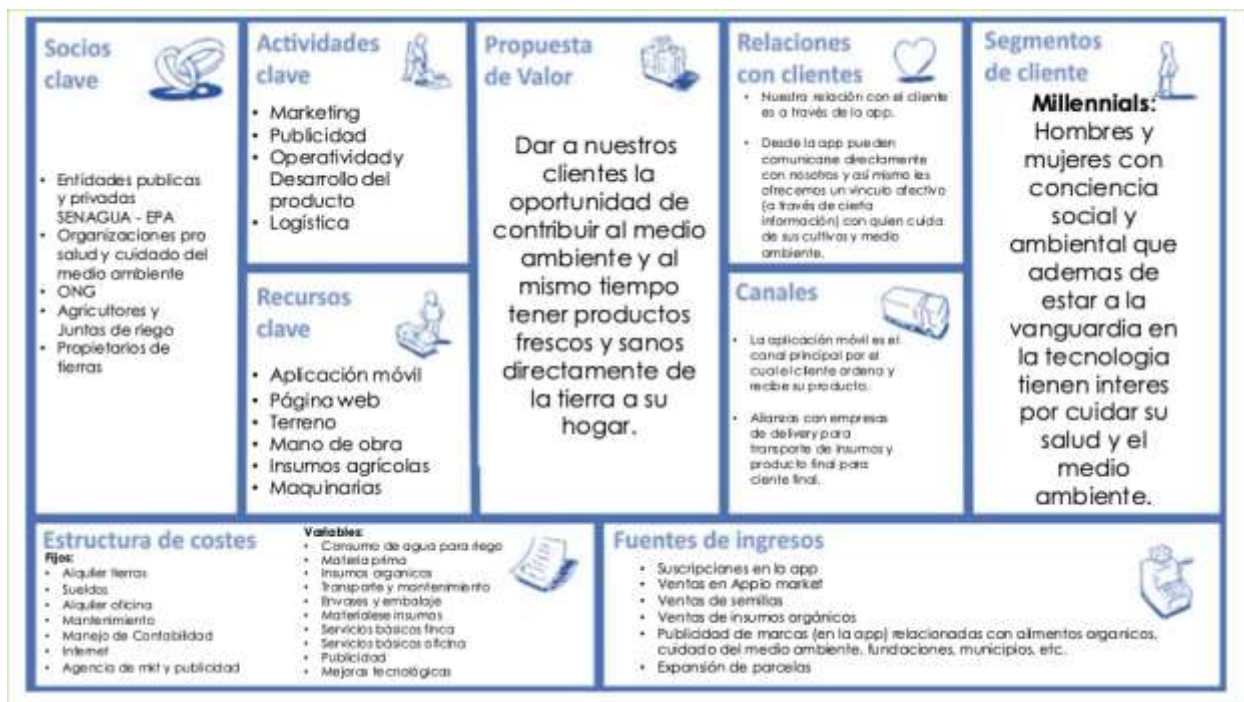 Socios
clave
• Entidades publicas
y privadas
SENAGUA - EPA
• Organizaciones pro
salud y cuidado del
medio ambiente
• ONG
• Agricultores y
Juntas de riego
• Propietarios de
tierras
Actividades
clave
• Marketing
• Publicidad
• Operatividad y
Desarrollo del
producto
• Logística
Recursos
clave
• Aplicación móvil
• Página web
• Terreno
• Mano de obra
• Insumos agrícolas
• Maquinarias
Propuesta
de Valor
Dar a nuestros
clientes la
oportunidad de
contribuir al medio
ambiente y al
mismo tiempo
tener productos
frescos y sanos
directamente de
la tierra a su
hogar.
Relaciones
con clientes
• Nuestra relación con el cliente
es a través de la app.
• Desde la app pueden
comunicarse directamente
con nosotros y así mismo les
ofrecemos un vinculo afectivo
(a través de cierta
información) con quien cuida
de sus cultivos y medio
ambiente.
Canales
• La aplicación móvil es el
canal principal por el
cual el cliente ordena y
recibe su producto.
• Alianzas con empresas
de delivery para
transporte de insumos y
producto final para
ciente final.
Segmentos
de cliente
Millennials:
Hombres y
mujeres con
conciencia
social y
ambiental que
ademas de
estar a la
vanguardia en
la tecnologia
tienen interes
por cuidar su
salud y el
medio
ambiente.
Estructura de costes
Fijos:
• Alquiler tierras
• Sueldos
• Alquiler oficina
• Mantenimiento
• Manejo de Contabilidad
• Internet
• Agencia de mkt y publicidad
Variables:
• Consumo de agua para riego
• Materia prima
• Insumos organicos
• Transporte y mantenimiento
• Envases y embalaje
• Materiales e insumos
• Servicios básicos finca
• Servicios básicos oficina
• Publicidad
• Mejoras tecnológicas
Fuentes de ingresos
• Suscripciones en la app
• Ventas en Appio market
• Ventas de semillas
• Ventas de insumos orgánicos
• Publicidad de marcas (en la app) relacionadas con alimentos organicos,
cuidado del medio ambiente, fundaciones, municipios, etc.
• Expansión de parcelas